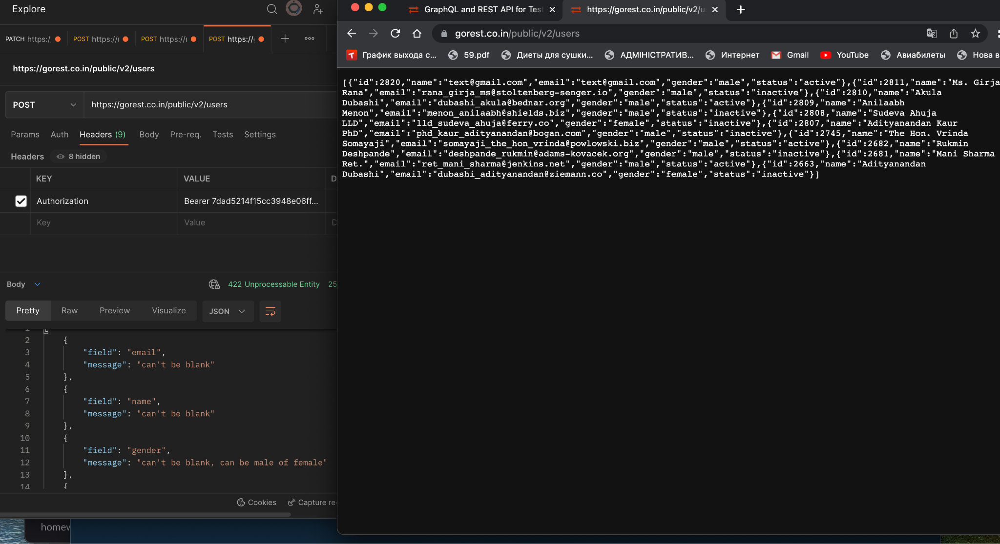 Explore
PATCH https:/,
POST https://ı
POST https://ı
POST https://ɡ
ooo
https://gorest.co.in/public/v2/users
POST
https://gorest.co.in/public/v2/users
Params Auth Headers (9) Body Pre-req. Tests Settings
Headers 8 hidden
KEY VALUE D
Authorization Bearer 7dad5214f15cc3948e06ff...
Key Value D
Body 422 Unprocessable Entity 25
Pretty Raw Preview Visualize JSON
1 [
2 {
3 "field": "email",
4 "message": "can't be blank"
5 },
6 {
7 "field": "name",
8 "message": "can't be blank"
9 },
10 {
11 "field": "gender",
12 "message": "can't be blank, can be male of female"
13 },
14 {
Cookies Capture re
homew
GraphQL and REST API for Test
https://gorest.co.in/public/v2/u
gorest.co.in/public/v2/users
График выхода с... 59.pdf Диеты для сушки... АДМІНІСТРАТИВ... Интернет Gmail YouTube Авиабилеты Нова в
[{"id":2820,"name":"text@gmail.com","email":"text@gmail.com","gender":"male","status":"active"},{"id":2811,"name":"Ms. Girja
Rana","email":"rana_girja_ms@stoltenberg-senger.io","gender":"male","status":"inactive"},{"id":2810,"name":"Akula
Dubashi","email":"dubashi_akula@bednar.org","gender":"male","status":"active"},{"id":2809,"name":"Anilaabh
Menon","email":"menon_anilaabh@shields.biz","gender":"male","status":"inactive"},{"id":2808,"name":"Sudeva Ahuja
LLD","email":"lld_sudeva_ahuja@ferry.co","gender":"female","status":"inactive"},{"id":2807,"name":"Adityanandan Kaur
PhD","email":"phd_kaur_adityanandan@bogan.com","gender":"male","status":"inactive"},{"id":2745,"name":"The Hon. Vrinda
Somayaji","email":"somayaji_the_hon_vrinda@powlowski.biz","gender":"male","status":"active"},{"id":2682,"name":"Rukmin
Deshpande","email":"deshpande_rukmin@adams-kovacek.org","gender":"male","status":"inactive"},{"id":2681,"name":"Mani Sharma
Ret.","email":"ret_mani_sharma@jenkins.net","gender":"male","status":"active"},{"id":2663,"name":"Adityanandan
Dubashi","email":"dubashi_adityanandan@ziemann.co","gender":"female","status":"inactive"}]